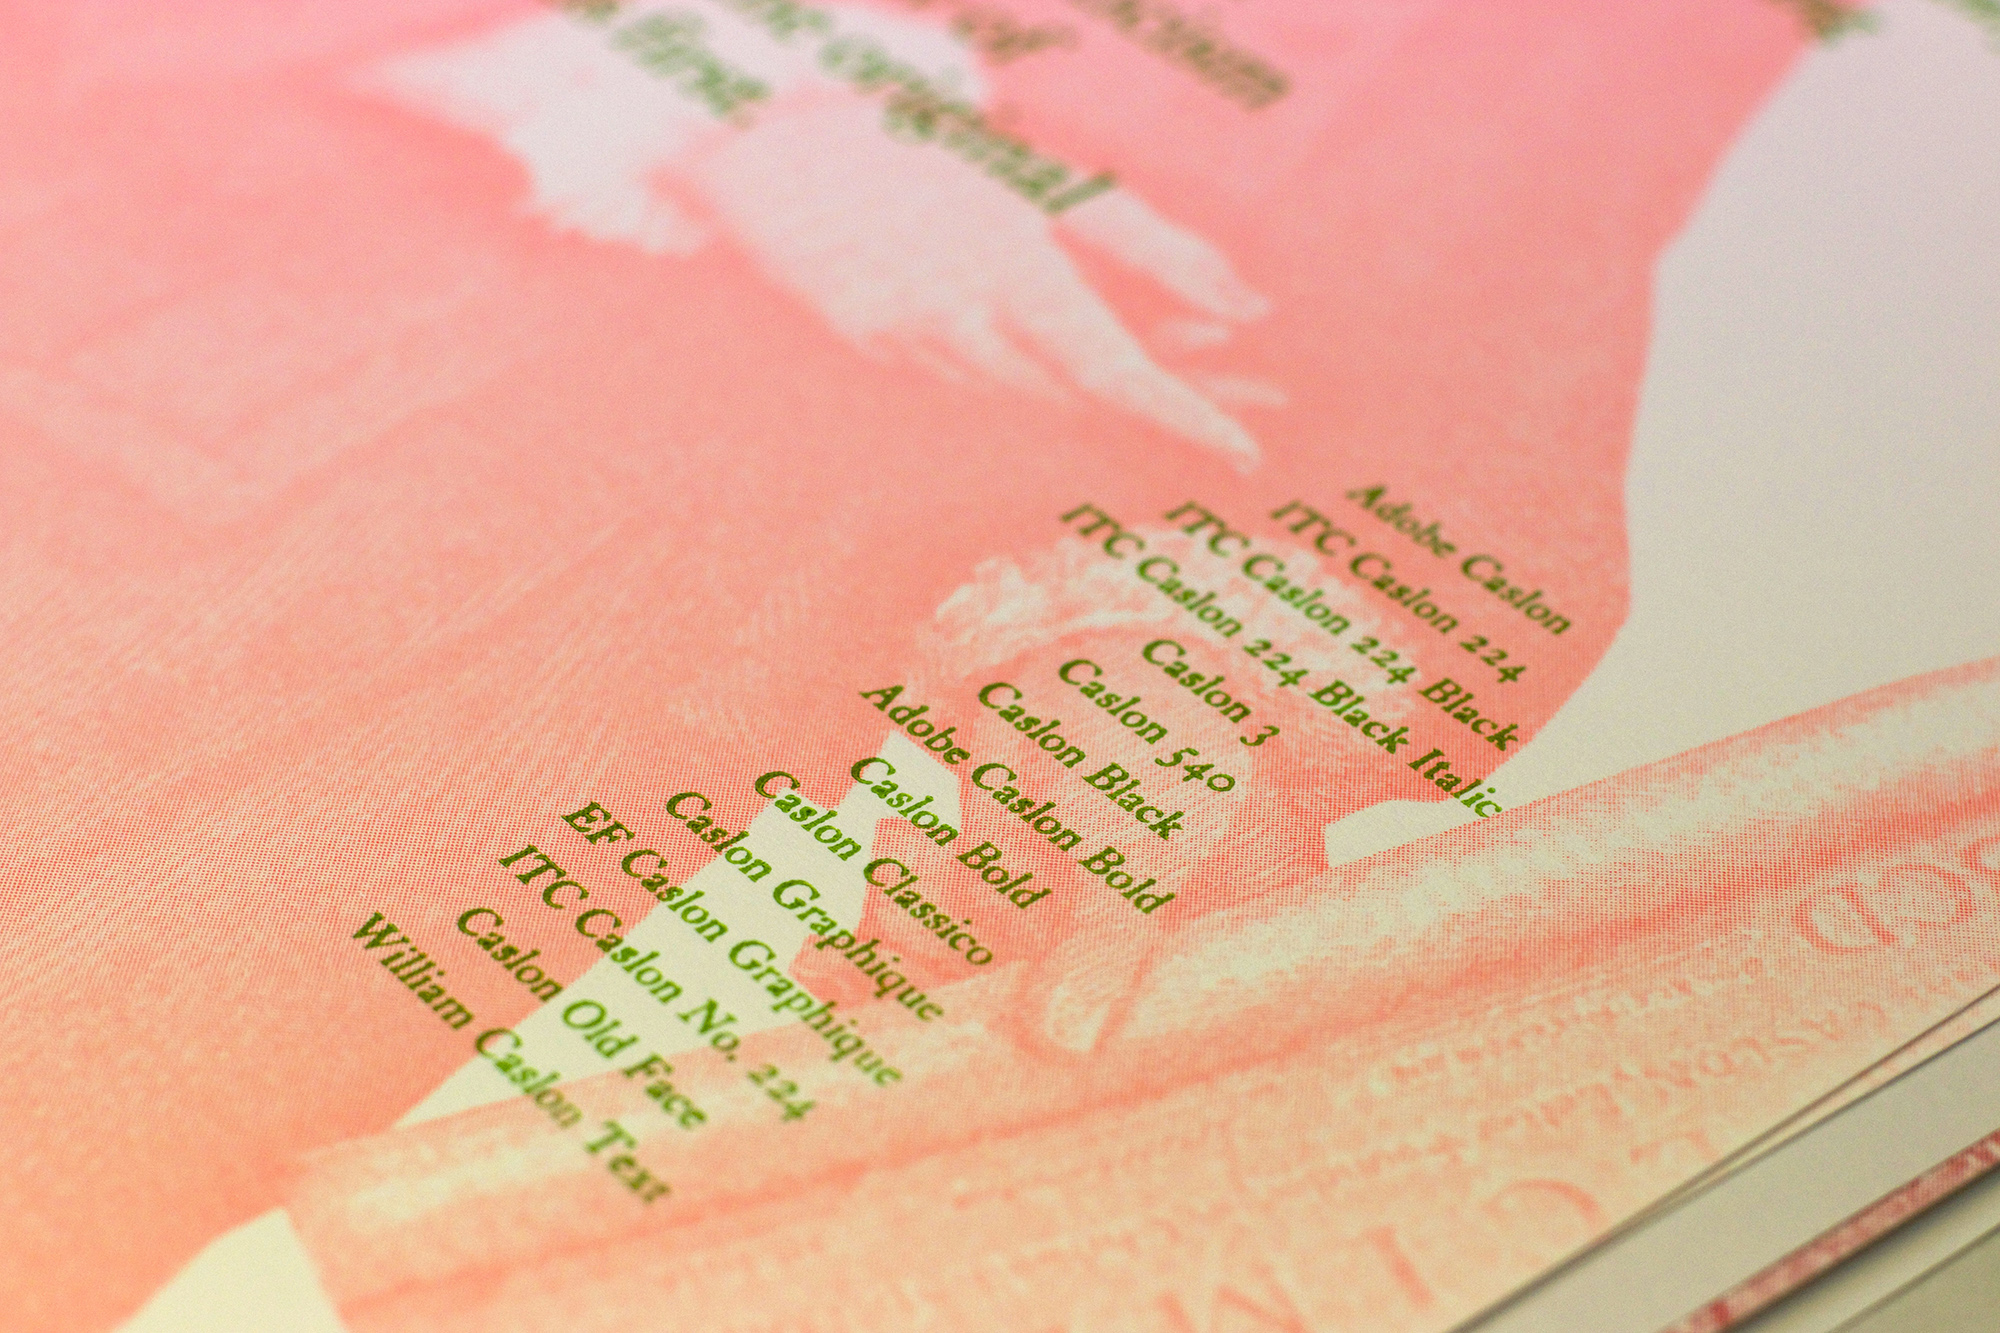 original
of
Adobe Caslon
ITC Caslon 224
ITC Caslon 224 Black
ITC Caslon 224 Black Italic
Caslon 3
Caslon 540
Caslon Black
Adobe Caslon Bold
Caslon Bold
Caslon Classico
Caslon Graphique
EF Caslon Graphique
ITC Caslon No. 224
Caslon Old Face
William Caslon Text